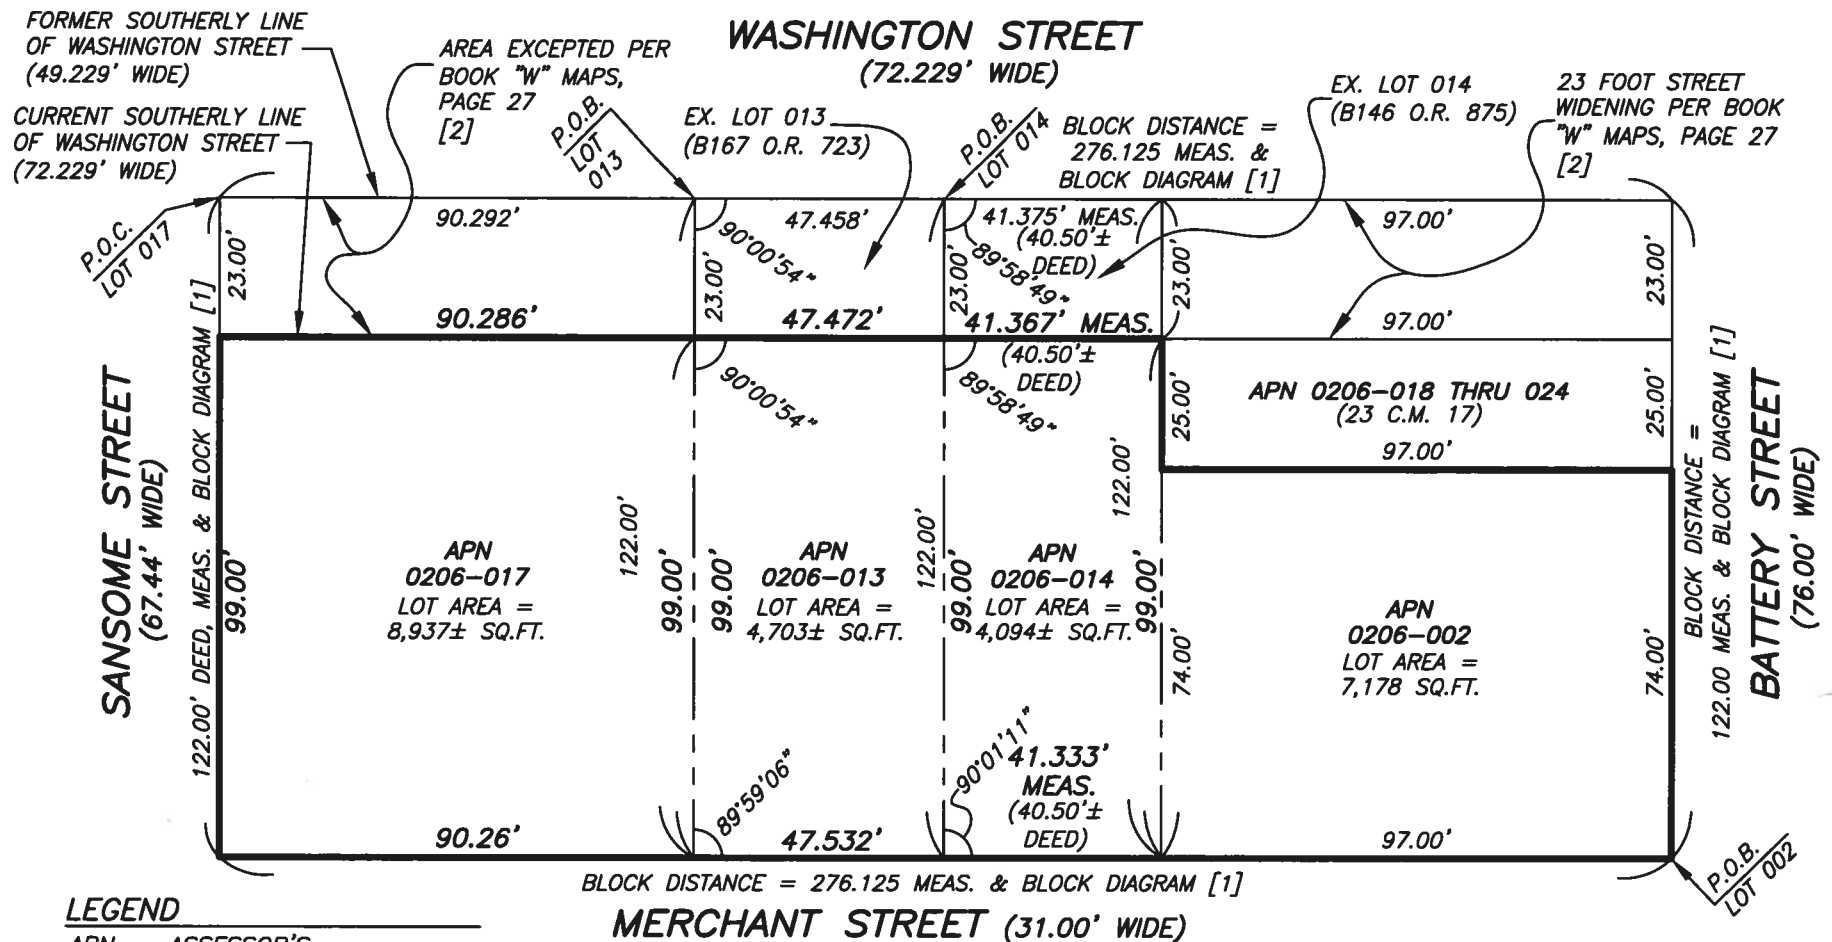 FORMER SOUTHERLY LINE
OF WASHINGTON STREET
(49.229' WIDE)
CURRENT SOUTHERLY LINE
OF WASHINGTON STREET
(72.229' WIDE)
AREA EXCEPTED PER
BOOK "W" MAPS,
PAGE 27
[2]
WASHINGTON STREET
(72.229' WIDE)
P.O.B.
LOT
013
EX. LOT 013
(B167 O.R. 723)
P.O.B.
LOT 014
BLOCK DISTANCE =
276.125 MEAS. &
BLOCK DIAGRAM [1]
EX. LOT 014
(B146 O.R. 875)
23 FOOT STREET
WIDENING PER BOOK
"W" MAPS, PAGE 27
[2]
P.O.C.
LOT 017
90.292'
47.458'
41.375' MEAS.
(40.50'±
DEED)
97.00'
23.00'
90°00'54"
23.00'
23.00'
89°58'49"
23.00'
23.00'
90.286'
47.472'
41.367' MEAS.
(40.50'±
DEED)
97.00'
90°00'54"
89°58'49"
25.00'
APN 0206-018 THRU 024
(23 C.M. 17)
97.00'
25.00'
SANSOME STREET
(67.44' WIDE)
122.00' DEED, MEAS. & BLOCK DIAGRAM [1]
99.00'
APN
0206-017
LOT AREA =
8,937± SQ.FT.
122.00'
99.00'
99.00'
APN
0206-013
LOT AREA =
4,703± SQ.FT.
122.00'
99.00'
APN
0206-014
LOT AREA =
4,094± SQ.FT.
122.00'
99.00'
74.00'
APN
0206-002
LOT AREA =
7,178 SQ.FT.
74.00'
BLOCK DISTANCE =
122.00 MEAS. & BLOCK DIAGRAM [1]
BATTERY STREET
(76.00' WIDE)
89°59'06"
90°01'11"
90.26'
47.532'
41.333'
MEAS.
(40.50'±
DEED)
97.00'
P.O.B.
LOT 002
BLOCK DISTANCE = 276.125 MEAS. & BLOCK DIAGRAM [1]
MERCHANT STREET (31.00' WIDE)
LEGEND
APN ASSESSOR'S